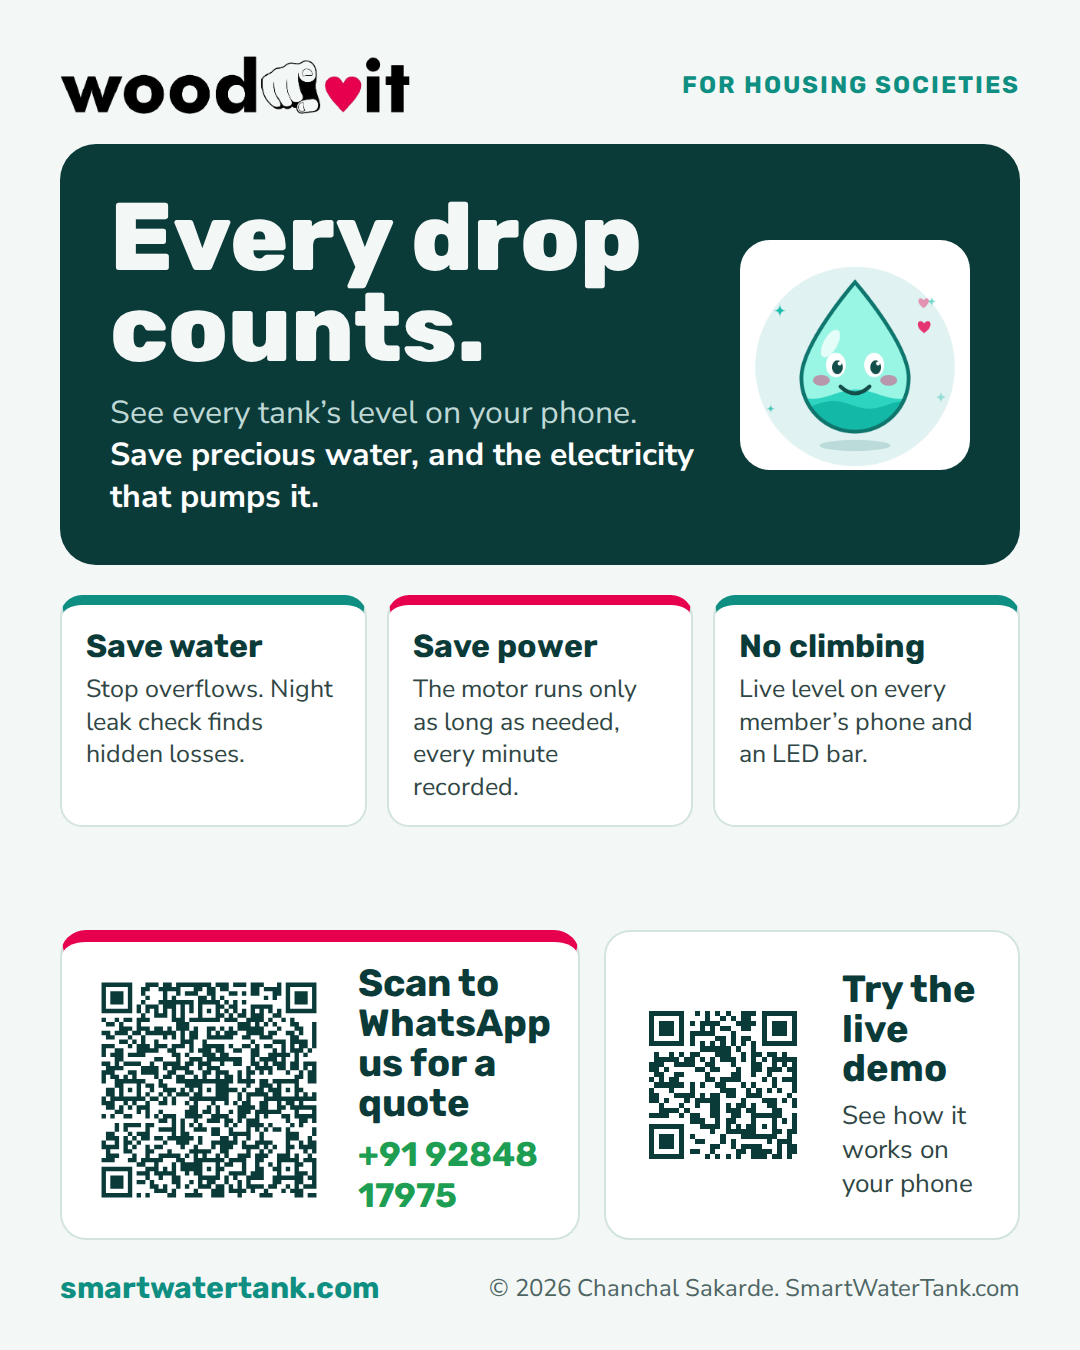 wood it
FOR HOUSING SOCIETIES
Every drop
counts.
See every tank’s level on your phone.
Save precious water, and the electricity
that pumps it.
Save water
Stop overflows. Night
leak check finds
hidden losses.
Save power
The motor runs only
as long as needed,
every minute
recorded.
No climbing
Live level on every
member’s phone and
an LED bar.
Scan to
WhatsApp
us for a
quote
+91 92848
17975
Try the
live
demo
See how it
works on
your phone
smartwatertank.com
© 2026 Chanchal Sakarde. SmartWaterTank.com